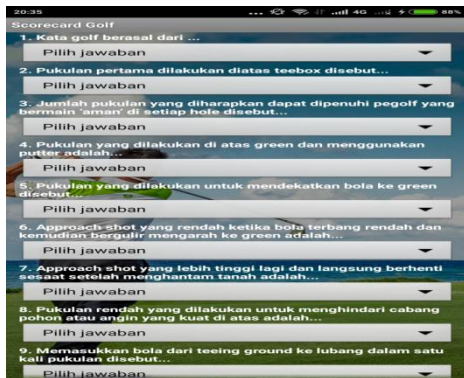 20:35 ... 4G 88%
Scorecard Golf
1. Kata golf berasal dari ...
Pilih jawaban
2. Pukulan pertama dilakukan diatas teebox disebut...
Pilih jawaban
3. Jumlah pukulan yang diharapkan dapat dipenuhi pegolf yang
bermain 'aman' di setiap hole disebut...
Pilih jawaban
4. Pukulan yang dilakukan di atas green dan menggunakan
putter adalah...
Pilih jawaban
5. Pukulan yang dilakukan untuk mendekatkan bola ke green
disebut...
Pilih jawaban
6. Approach shot yang rendah ketika bola terbang rendah dan
kemudian bergulir mengarah ke green adalah...
Pilih jawaban
7. Approach shot yang lebih tinggi lagi dan langsung berhenti
sesaat setelah menghantam tanah adalah...
Pilih jawaban
8. Pukulan rendah yang dilakukan untuk menghindari cabang
pohon atau angin yang kuat di atas adalah...
Pilih jawaban
9. Memasukkan bola dari teeing ground ke lubang dalam satu
kali pukulan disebut...
Pilih jawaban